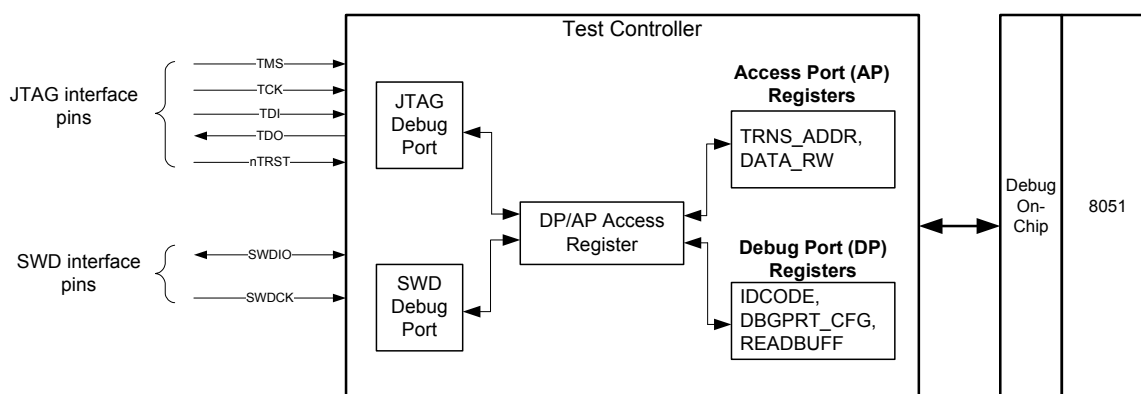 Test Controller
JTAG interface
pins
TMS
TCK
TDI
TDO
nTRST
SWD interface
pins
SWDIO
SWDCK
JTAG
Debug
Port
SWD
Debug
Port
DP/AP Access
Register
Access Port (AP)
Registers
TRNS_ADDR,
DATA_RW
Debug Port (DP)
Registers
IDCODE,
DBGPRT_CFG,
READBUFF
Debug
On-
Chip
8051